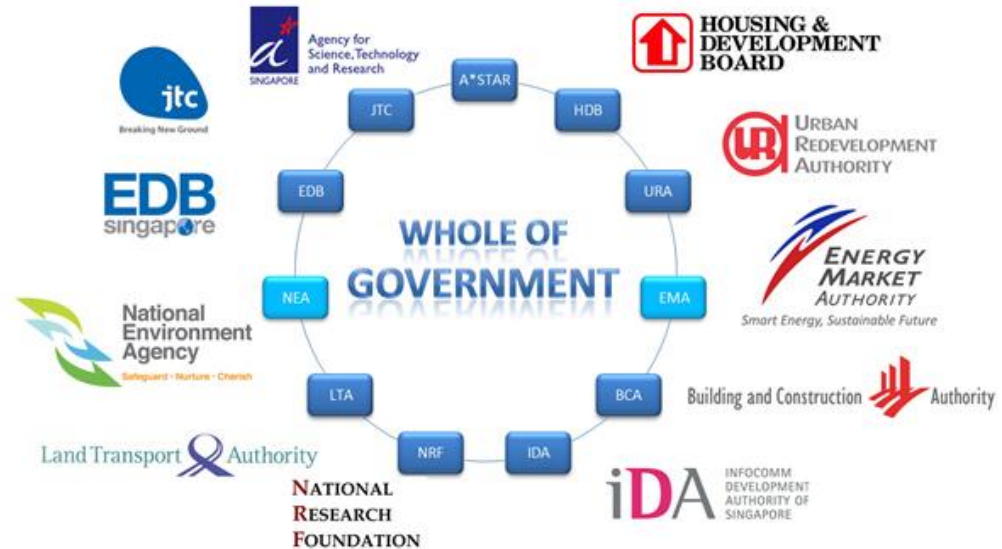 a
SINGAPORE
Agency for
Science, Technology
and Research
HOUSING &
DEVELOPMENT
BOARD
jtc
Breaking New Ground
A*STAR
JTC
HDB
URA
URBAN
REDEVELOPMENT
AUTHORITY
EDB
singapore
EDB
URA
WHOLE OF
GOVERNMENT
ENERGY
MARKET
AUTHORITY
Smart Energy, Sustainable Future
NEA
EMA
National
Environment
Agency
Safeguard · Nurture · Cherish
LTA
BCA
Building and Construction Authority
NRF
IDA
Land Transport Authority
NATIONAL
RESEARCH
FOUNDATION
iDA
INFOCOMM
DEVELOPMENT
AUTHORITY OF
SINGAPORE